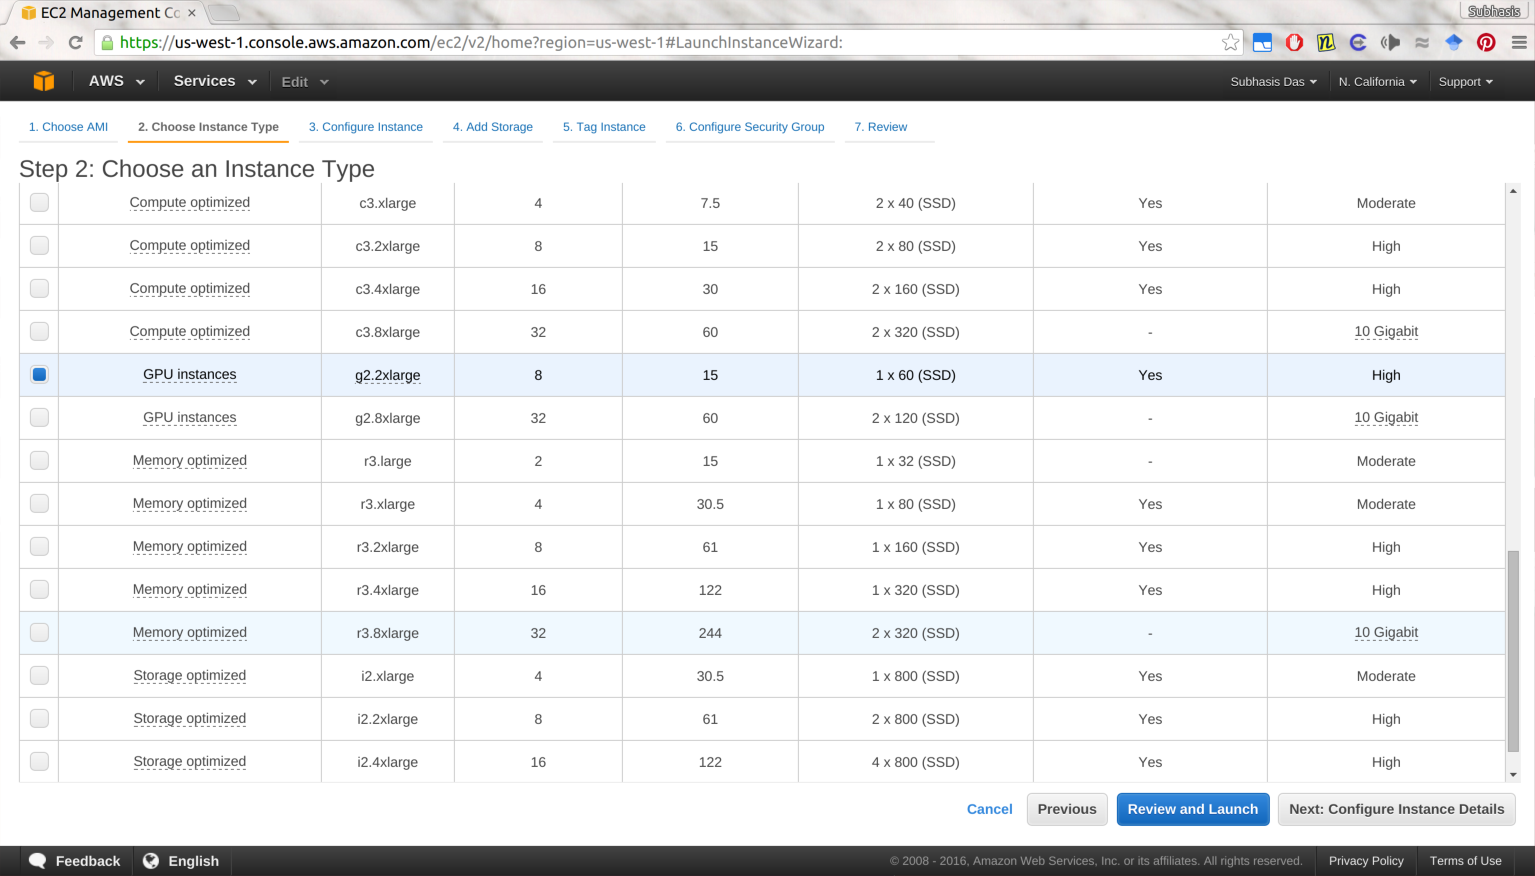 EC2 Management Co ×
Subhasis
https://us-west-1.console.aws.amazon.com/ec2/v2/home?region=us-west-1#LaunchInstanceWizard:
AWS Services Edit Subhasis Das N. California Support
1. Choose AMI 2. Choose Instance Type 3. Configure Instance 4. Add Storage 5. Tag Instance 6. Configure Security Group 7. Review
Step 2: Choose an Instance Type
Compute optimized c3.xlarge 4 7.5 2 x 40 (SSD) Yes Moderate
Compute optimized c3.2xlarge 8 15 2 x 80 (SSD) Yes High
Compute optimized c3.4xlarge 16 30 2 x 160 (SSD) Yes High
Compute optimized c3.8xlarge 32 60 2 x 320 (SSD) - 10 Gigabit
GPU instances g2.2xlarge 8 15 1 x 60 (SSD) Yes High
GPU instances g2.8xlarge 32 60 2 x 120 (SSD) - 10 Gigabit
Memory optimized r3.large 2 15 1 x 32 (SSD) - Moderate
Memory optimized r3.xlarge 4 30.5 1 x 80 (SSD) Yes Moderate
Memory optimized r3.2xlarge 8 61 1 x 160 (SSD) Yes High
Memory optimized r3.4xlarge 16 122 1 x 320 (SSD) Yes High
Memory optimized r3.8xlarge 32 244 2 x 320 (SSD) - 10 Gigabit
Storage optimized i2.xlarge 4 30.5 1 x 800 (SSD) Yes Moderate
Storage optimized i2.2xlarge 8 61 2 x 800 (SSD) Yes High
Storage optimized i2.4xlarge 16 122 4 x 800 (SSD) Yes High
Cancel Previous Review and Launch Next: Configure Instance Details
Feedback English © 2008 - 2016, Amazon Web Services, Inc. or its affiliates. All rights reserved. Privacy Policy Terms of Use